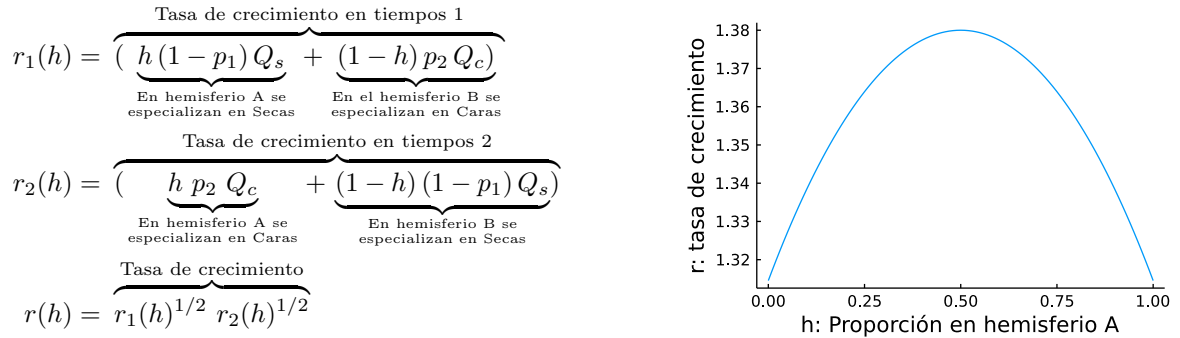 Tasa de crecimiento en tiempos 1
r₁(h) = ( h (1 − p₁) Qₛ + (1 − h) p₂ Q_c)
En hemisferio A se especializan en Secas
En el hemisferio B se especializan en Caras
Tasa de crecimiento en tiempos 2
r₂(h) = ( h p₂ Q_c + (1 − h) (1 − p₁) Qₛ)
En hemisferio A se especializan en Caras
En hemisferio B se especializan en Secas
Tasa de crecimiento
r(h) = r₁(h)^{1/2} r₂(h)^{1/2}
r: tasa de crecimiento
1.38
1.37
1.36
1.35
1.34
1.33
1.32
0.00 0.25 0.50 0.75 1.00
h: Proporción en hemisferio A